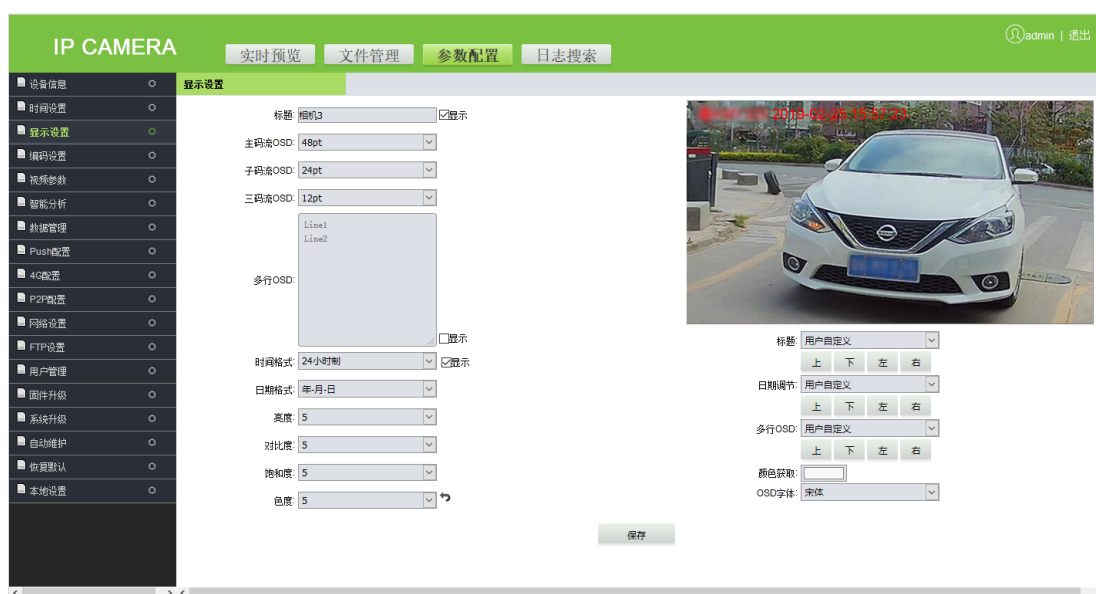 IP CAMERA
admin | 退出
实时预览 文件管理 参数配置 日志搜索
设备信息
时间设置
显示设置
编码设置
视频参数
智能分析
数据管理
Push配置
4G配置
P2P配置
网络设置
FTP设置
用户管理
固件升级
系统升级
自动维护
恢复默认
本地设置
显示设置
标题: 相机3 显示
主码流OSD: 48pt
子码流OSD: 24pt
三码流OSD: 12pt
多行OSD:
Line1
Line2
显示
时间格式: 24小时制 显示
日期格式: 年-月-日
亮度: 5
对比度: 5
饱和度: 5
色度: 5
2019-02-25 15:57:23
标题: 用户自定义
上 下 左 右
日期调节: 用户自定义
上 下 左 右
多行OSD: 用户自定义
上 下 左 右
颜色获取:
OSD字体: 宋体
保存